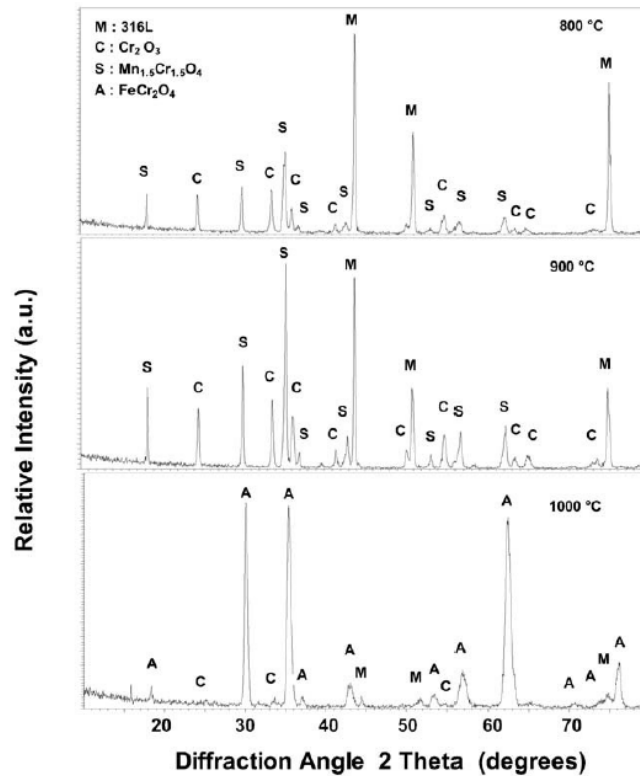 M : 316L
C : Cr₂O₃
S : Mn₁.₅Cr₁.₅O₄
A : FeCr₂O₄
800 °C
S C S C S C S C S M M S C S S C C C M
900 °C
S C S C S C S C S M C M S C S S C C C M
1000 °C
A C A C A A A M M A C A A A A M A
20 30 40 50 60 70
Relative Intensity (a.u.)
Diffraction Angle 2 Theta (degrees)